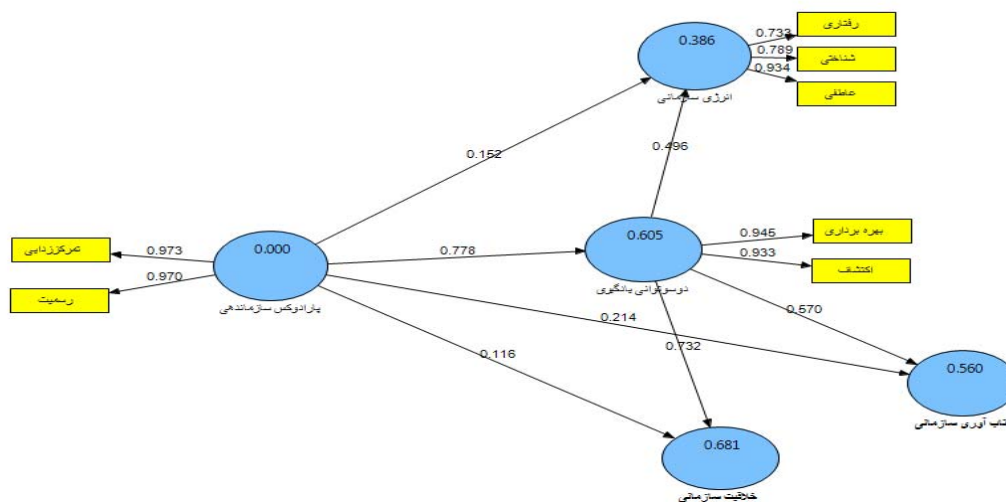 0.386
رفتاری
0.733
شناختی
0.789
عاطفی
0.934
انرژی سازمانی
0.152
0.496
تمرکززدایی
0.973
رسمیت
0.970
0.000
پارادوکس سازماندهی
0.778
0.605
دوسوتوانی یادگیری
بهره برداری
0.945
اکتشاف
0.933
0.214
0.570
0.116
0.732
0.560
تاب آوری سازمانی
0.681
خلاقیت سازمانی